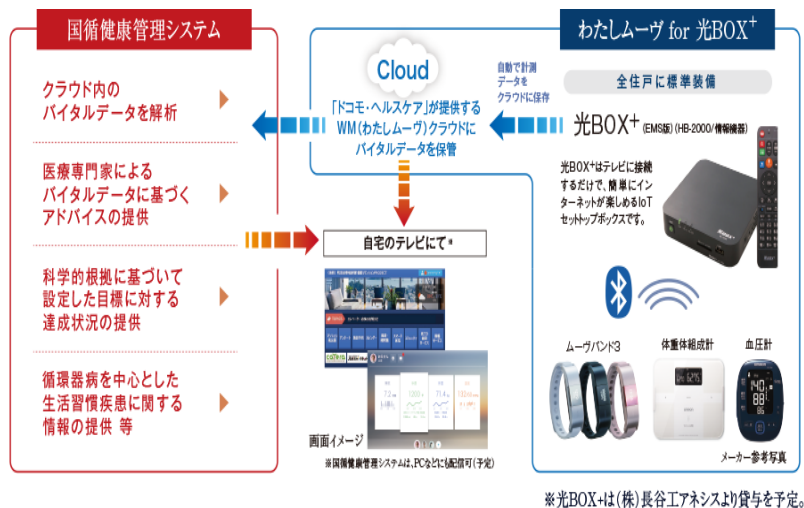 国循健康管理システム
クラウド内の
バイタルデータを解析
医療専門家による
バイタルデータに基づく
アドバイスの提供
科学的根拠に基づいて
設定した目標に対する
達成状況の提供
循環器病を中心とした
生活習慣疾患に関する
情報の提供 等
Cloud
「ドコモ・ヘルスケア」が提供する
WM(わたしムーヴ)クラウドに
バイタルデータを保管
自動で計測
データを
クラウドに保存
自宅のテレビにて※
画面イメージ
※国循健康管理システムは、PCなどにも配信可(予定)
わたしムーヴ for 光BOX+
全住戸に標準装備
光BOX+(EMS版)(HB-2000/情報機器)
光BOX+はテレビに接続
するだけで、簡単にイン
ターネットが楽しめるIoT
セットトップボックスです。
ムーヴバンド3
体重体組成計
血圧計
140
88
86
メーカー参考写真
※光BOX+は(株)長谷工アネシスより貸与を予定。